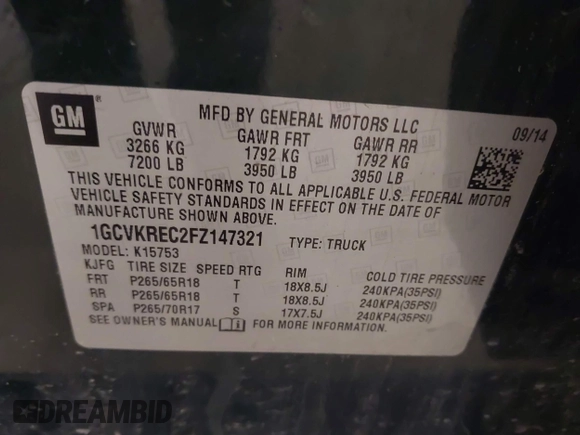 GM
®
MFD BY GENERAL MOTORS LLC
09/14
GVWR GAWR FRT GAWR RR
3266 KG 1792 KG 1792 KG
7200 LB 3950 LB 3950 LB
THIS VEHICLE CONFORMS TO ALL APPLICABLE U.S. FEDERAL MOTOR
VEHICLE SAFETY STANDARDS IN EFFECT ON THE DATE OF
MANUFACTURE SHOWN ABOVE.
1GCVKREC2FZ147321 TYPE: TRUCK
MODEL: K15753
KJFG TIRE SIZE SPEED RTG RIM COLD TIRE PRESSURE
FRT P265/65R18 T 18X8.5J 240KPA(35PSI)
RR P265/65R18 T 18X8.5J 240KPA(35PSI)
SPA P265/70R17 S 17X7.5J 240KPA(35PSI)
SEE OWNER'S MANUAL FOR MORE INFORMATION.
DREAMBID